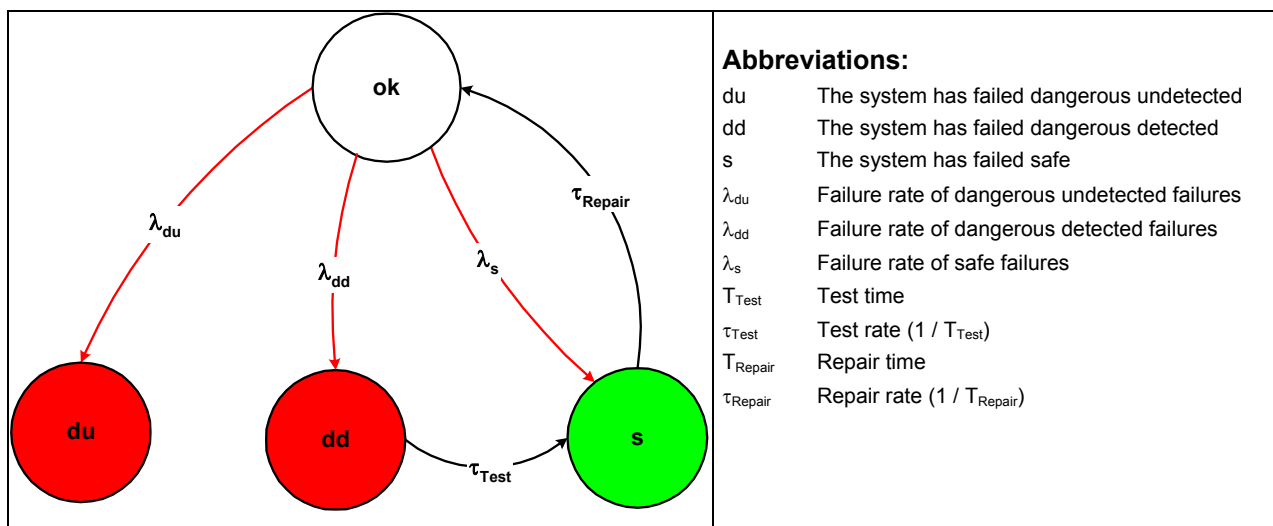 ok
λdu
λdd
λs
τRepair
du
dd
s
τTest
Abbreviations:
du The system has failed dangerous undetected
dd The system has failed dangerous detected
s The system has failed safe
λdu Failure rate of dangerous undetected failures
λdd Failure rate of dangerous detected failures
λs Failure rate of safe failures
TTest Test time
τTest Test rate (1 / TTest)
TRepair Repair time
τRepair Repair rate (1 / TRepair)